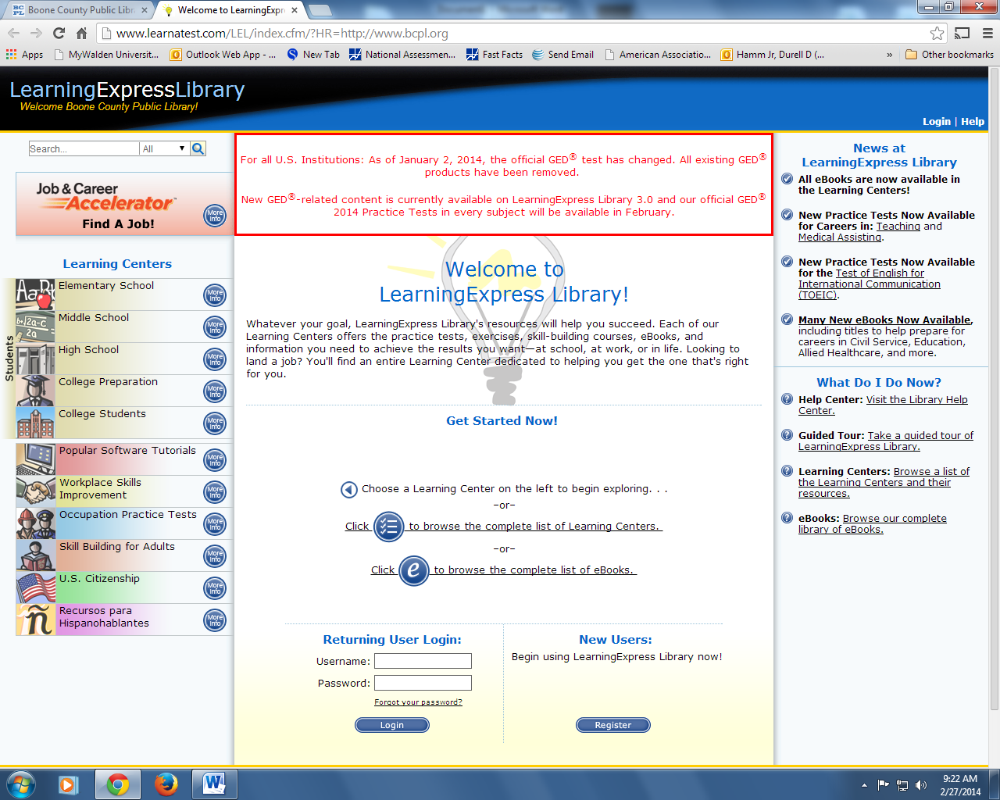 Boone County Public Libr
Welcome to LearningExpre
www.learnatest.com/LEL/index.cfm/?HR=http://www.bcpl.org
Apps
MyWalden Universit...
Outlook Web App - ...
New Tab
National Assessmen...
Fast Facts
Send Email
American Associatio...
Hamm Jr, Durell D (...
»
Other bookmarks
LearningExpressLibrary
Welcome Boone County Public Library!
Login | Help
Search...
All
Job & Career
Accelerator™
Find A Job!
More Info
Learning Centers
Students
Elementary School
More Info
Middle School
More Info
High School
More Info
College Preparation
More Info
College Students
More Info
Popular Software Tutorials
More Info
Workplace Skills
Improvement
More Info
Occupation Practice Tests
More Info
Skill Building for Adults
More Info
U.S. Citizenship
More Info
Recursos para
Hispanohablantes
More Info
For all U.S. Institutions: As of January 2, 2014, the official GED® test has changed. All existing GED®
products have been removed.
New GED®-related content is currently available on LearningExpress Library 3.0 and our official GED®
2014 Practice Tests in every subject will be available in February.
Welcome to
LearningExpress Library!
Whatever your goal, LearningExpress Library's resources will help you succeed. Each of our
Learning Centers offers the practice tests, exercises, skill-building courses, eBooks, and
information you need to achieve the results you want—at school, at work, or in life. Looking to
land a job? You'll find an entire Learning Center dedicated to helping you get the one that's right
for you.
Get Started Now!
Choose a Learning Center on the left to begin exploring. . .
–or–
Click to browse the complete list of Learning Centers.
–or–
Click e to browse the complete list of eBooks.
Returning User Login:
Username:
Password:
Forgot your password?
Login
New Users:
Begin using LearningExpress Library now!
Register
News at
LearningExpress Library
All eBooks are now available in
the Learning Centers!
New Practice Tests Now Available
for Careers in: Teaching and
Medical Assisting.
New Practice Tests Now Available
for the Test of English for
International Communication
(TOEIC).
Many New eBooks Now Available,
including titles to help prepare for
careers in Civil Service, Education,
Allied Healthcare, and more.
What Do I Do Now?
Help Center: Visit the Library Help
Center.
Guided Tour: Take a guided tour of
LearningExpress Library.
Learning Centers: Browse a list of
the Learning Centers and their
resources.
eBooks: Browse our complete
library of eBooks.
9:22 AM
2/27/2014